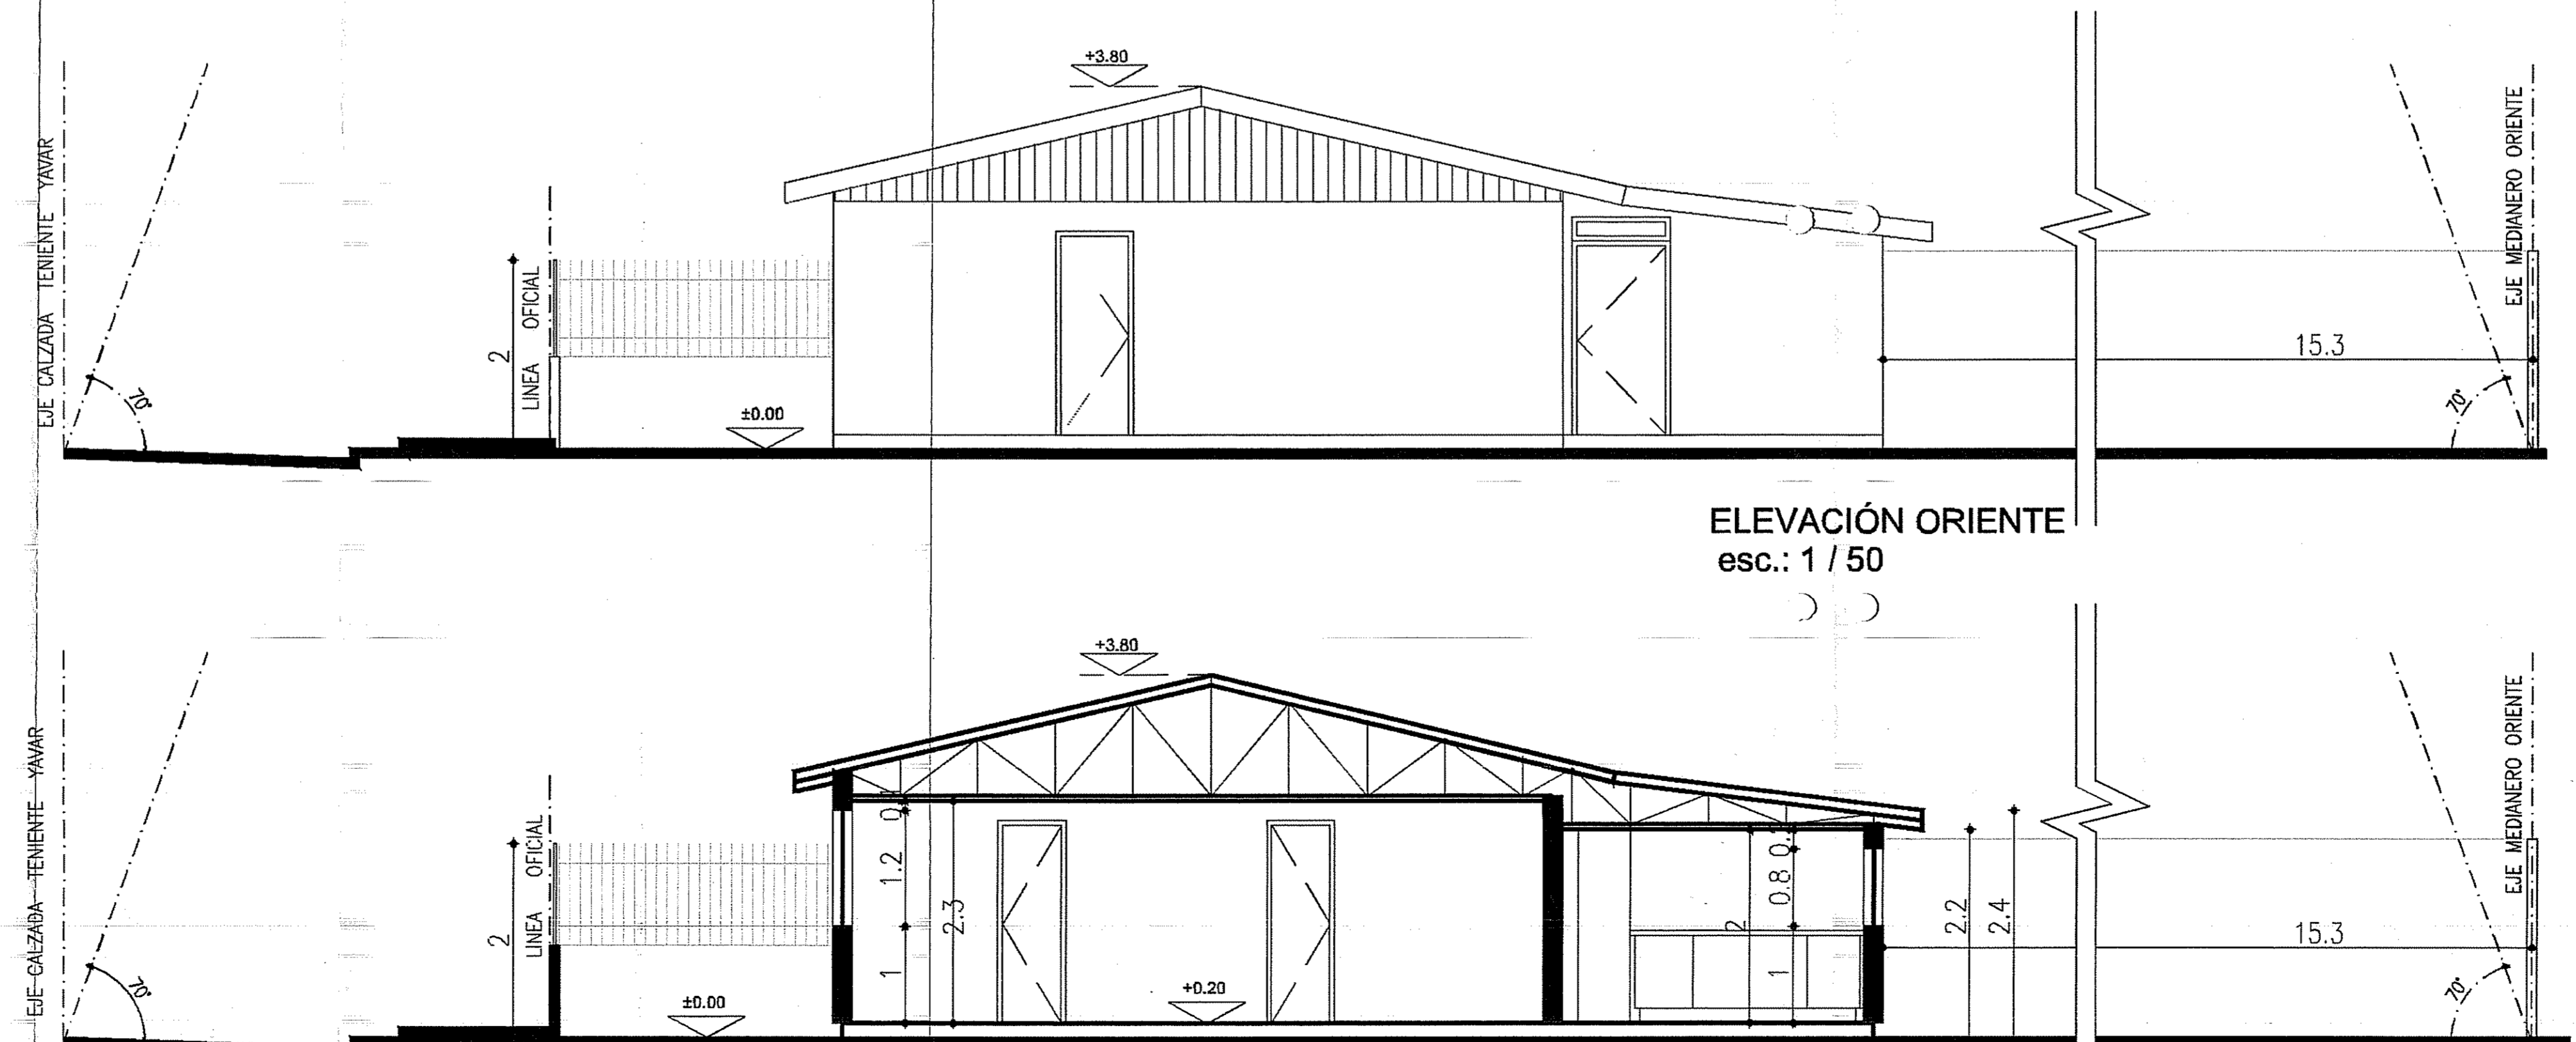 +3.80
EJE CALZADA TENIENTE YAVAR
LINEA OFICIAL
2
70°
±0.00
EJE MEDIANERO ORIENTE
15.3
70°
ELEVACIÓN ORIENTE
esc.: 1 / 50
+3.80
EJE CALZADA TENIENTE YAVAR
LINEA OFICIAL
2
70°
±0.00
1.2
1
2.3
+0.20
2
0.8
1
2.2
2.4
EJE MEDIANERO ORIENTE
15.3
70°